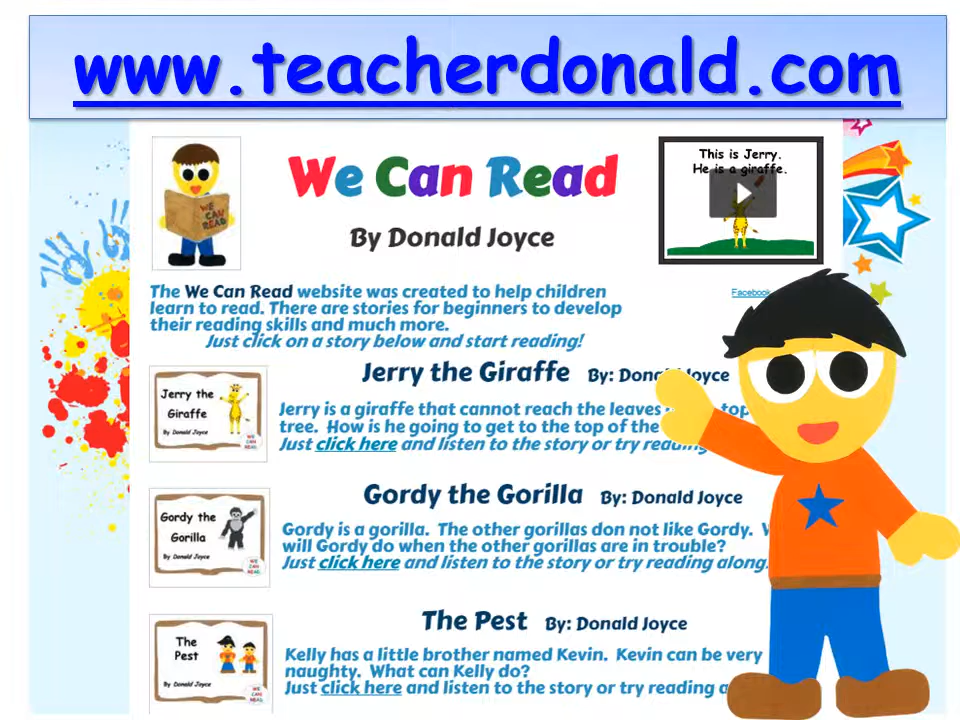 www.teacherdonald.com
This is Jerry.
He is a giraffe.
We Can Read
By Donald Joyce
WE
CAN
READ
The We Can Read website was created to help children
learn to read. There are stories for beginners to develop
their reading skills and much more.
Just click on a story below and start reading!
Facebook
Jerry the Giraffe By: Donald Joyce
Jerry the
Giraffe
By Donald Joyce
WE
CAN
READ
Jerry is a giraffe that cannot reach the leaves top
tree. How is he going to get to the top of the
Just click here and listen to the story or try reading
Gordy the Gorilla By: Donald Joyce
Gordy the
Gorilla
By Donald Joyce
WE
CAN
READ
Gordy is a gorilla. The other gorillas don not like Gordy.
will Gordy do when the other gorillas are in trouble?
Just click here and listen to the story or try reading along.
The Pest By: Donald Joyce
The
Pest
By Donald Joyce
WE
CAN
READ
Kelly has a little brother named Kevin. Kevin can be very
naughty. What can Kelly do?
Just click here and listen to the story or try reading